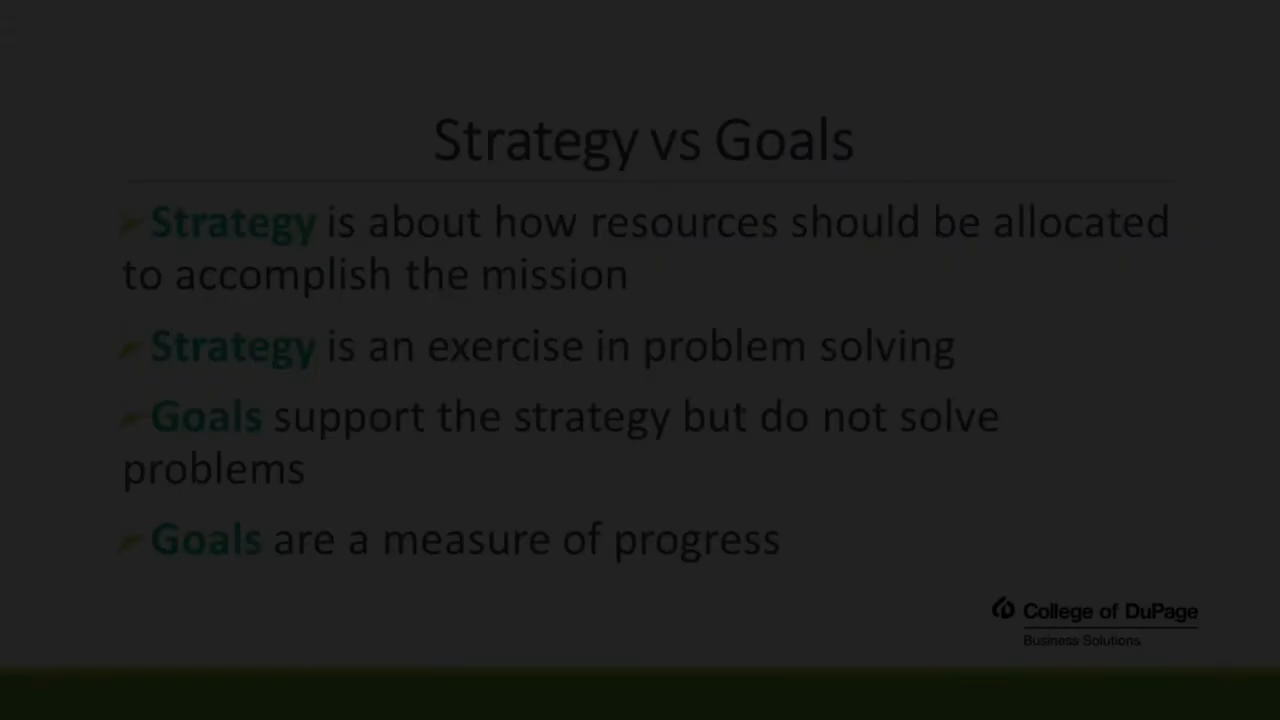 Strategy vs Goals
Strategy is about how resources should be allocated
to accomplish the mission
Strategy is an exercise in problem solving
Goals support the strategy but do not solve
problems
Goals are a measure of progress
College of DuPage
Business Solutions